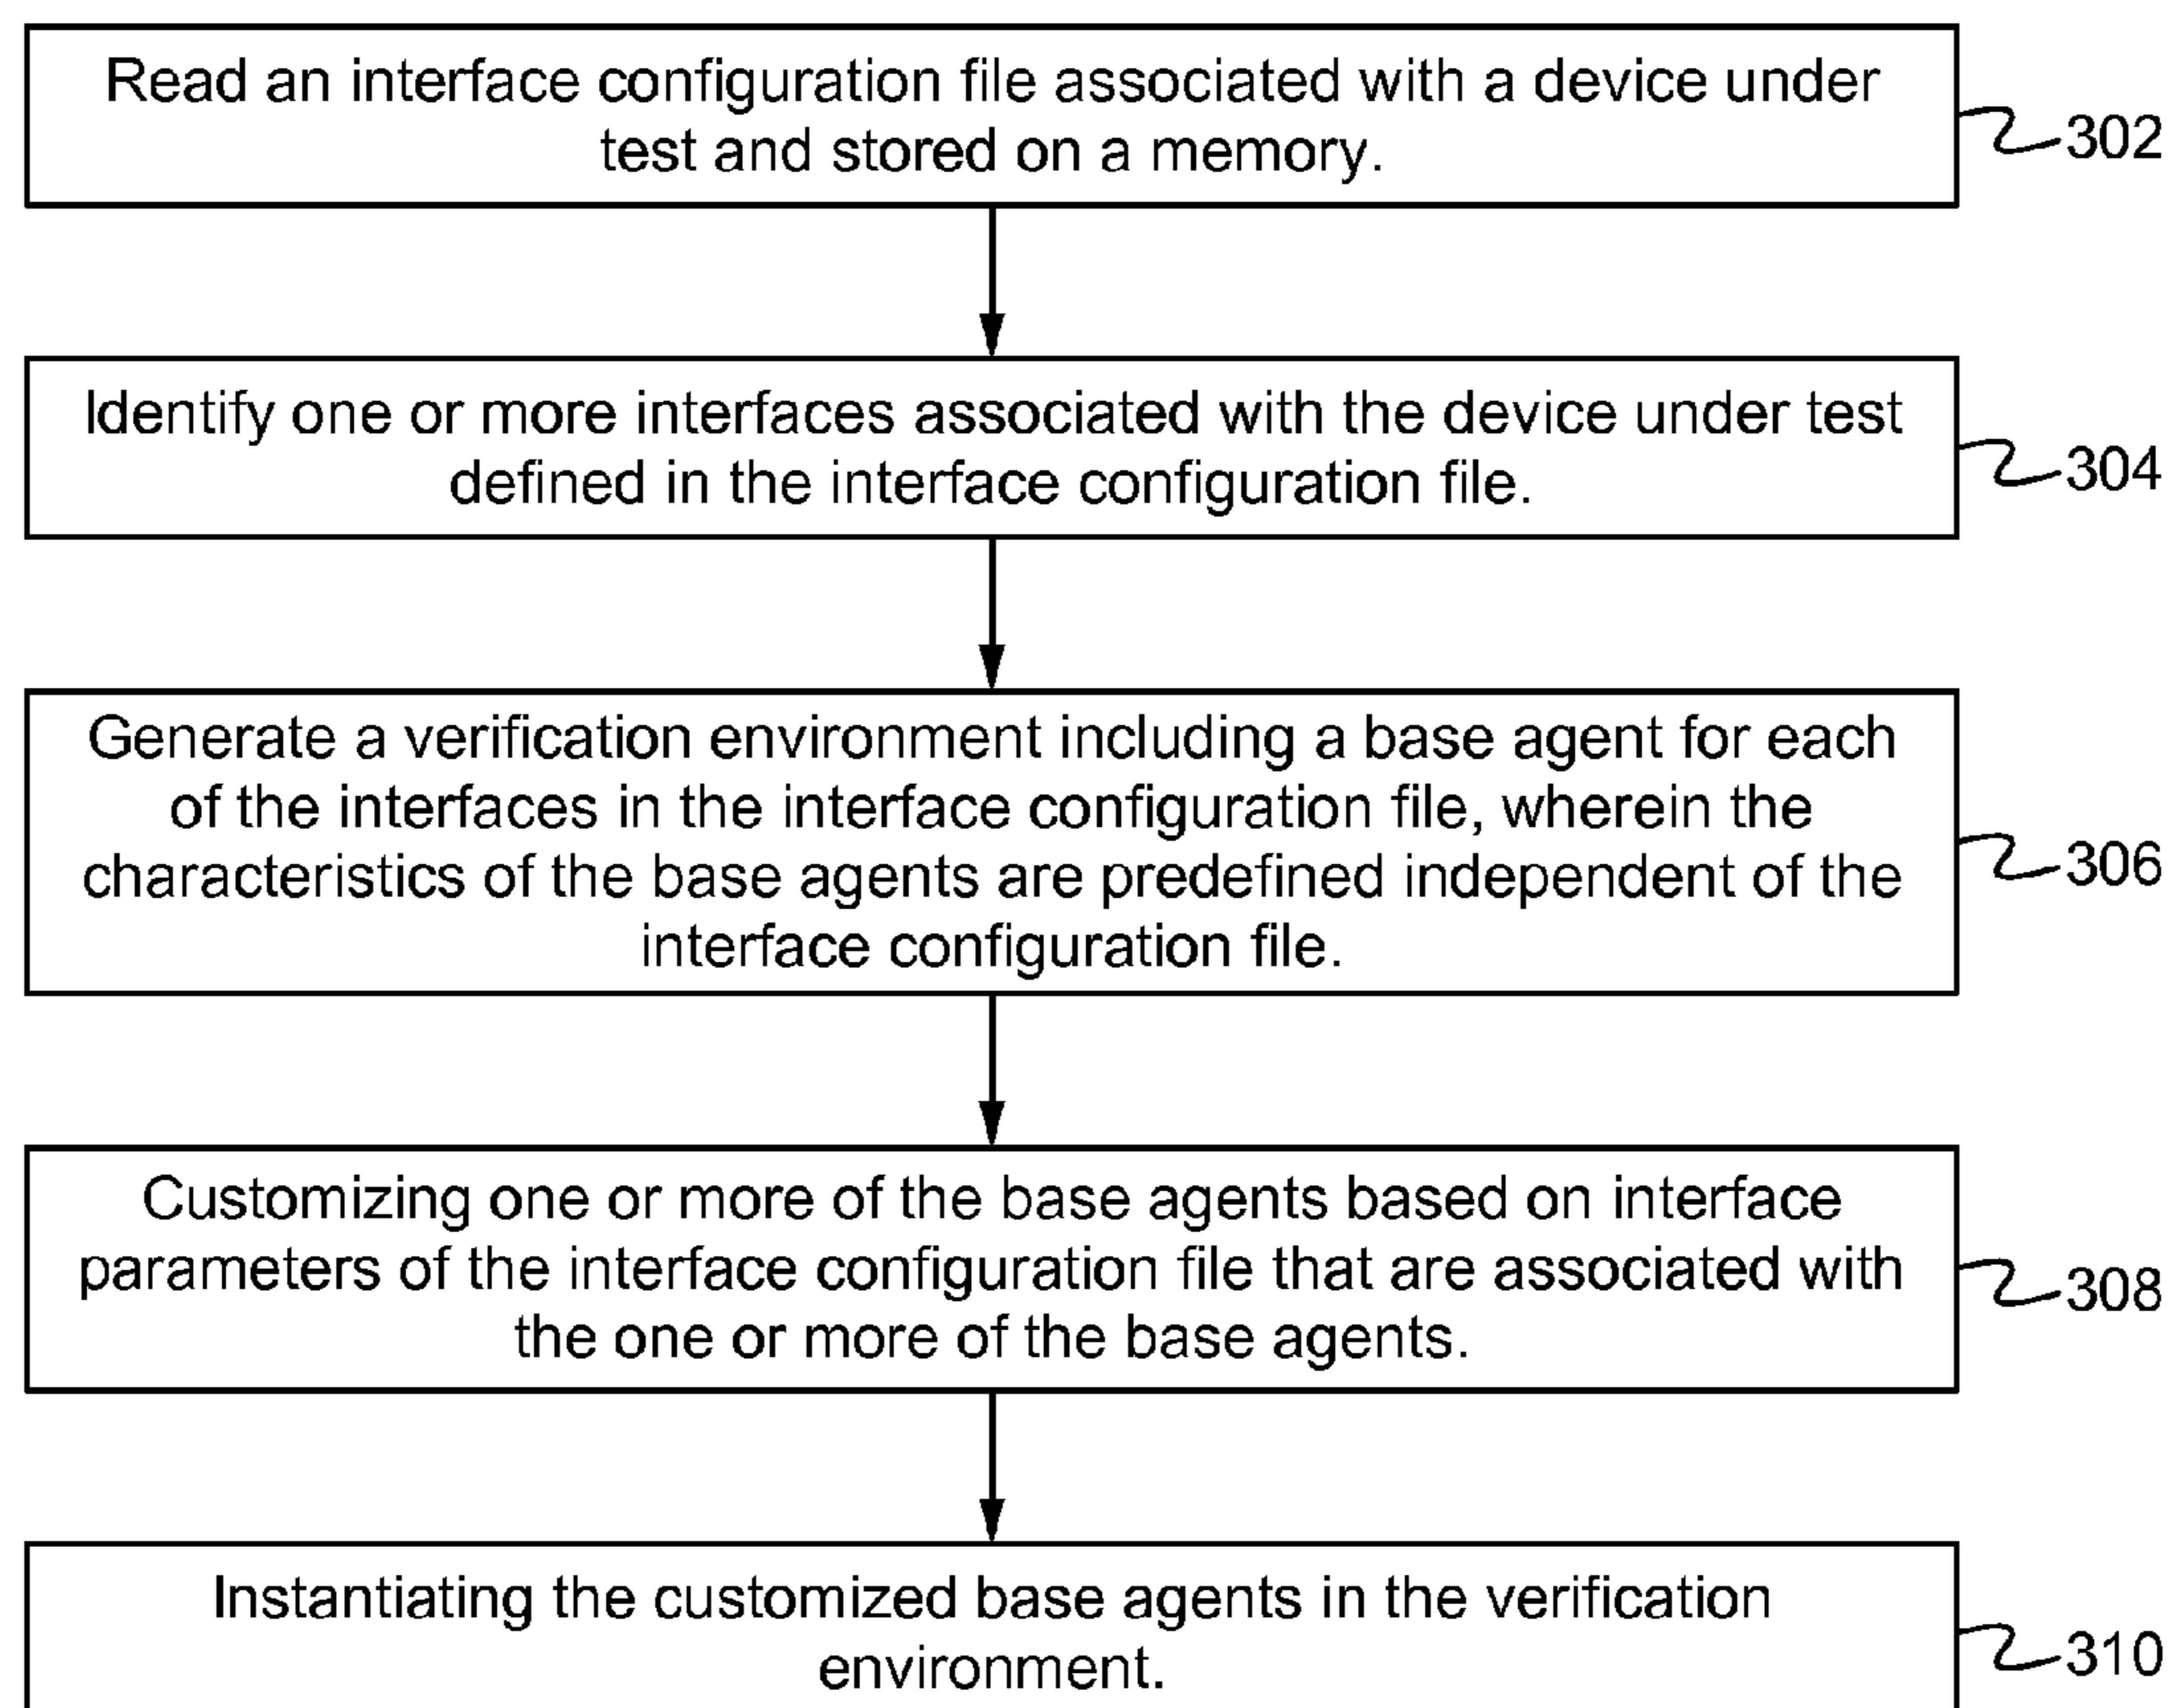 Read an interface configuration file associated with a device under
test and stored on a memory.
302
Identify one or more interfaces associated with the device under test
defined in the interface configuration file.
304
Generate a verification environment including a base agent for each
of the interfaces in the interface configuration file, wherein the
characteristics of the base agents are predefined independent of the
interface configuration file.
306
Customizing one or more of the base agents based on interface
parameters of the interface configuration file that are associated with
the one or more of the base agents.
308
Instantiating the customized base agents in the verification
environment.
310